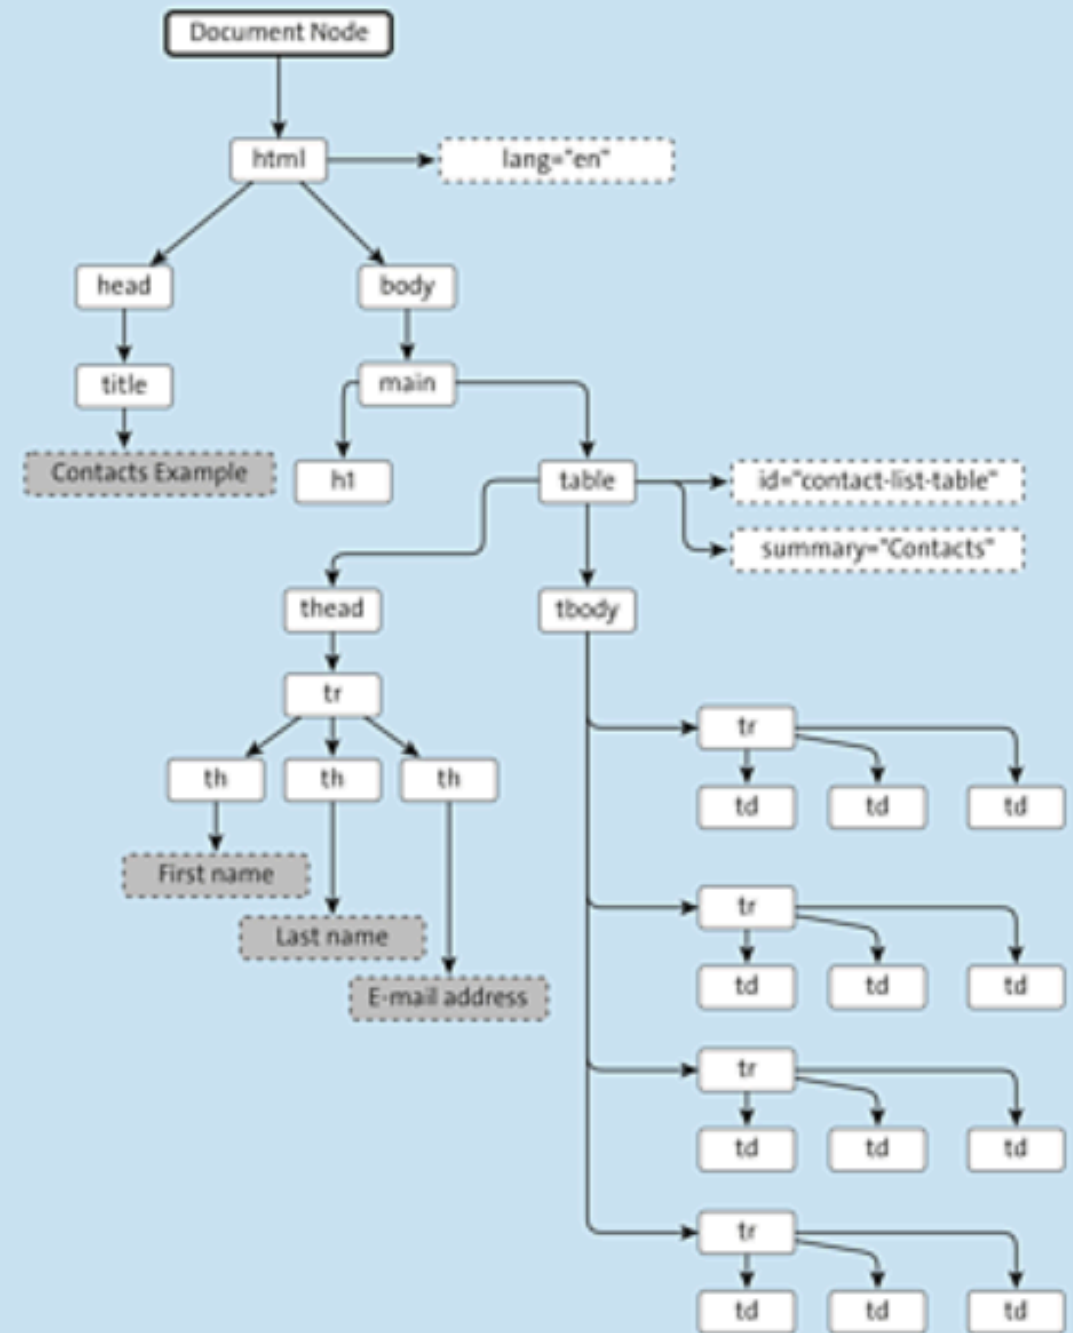 Document Node
html
lang="en"
head
body
title
main
Contacts Example
h1
table
id="contact-list-table"
summary="Contacts"
thead
tbody
tr
th
th
th
First name
Last name
E-mail address
tr
td
td
td
tr
td
td
td
tr
td
td
td
tr
td
td
td